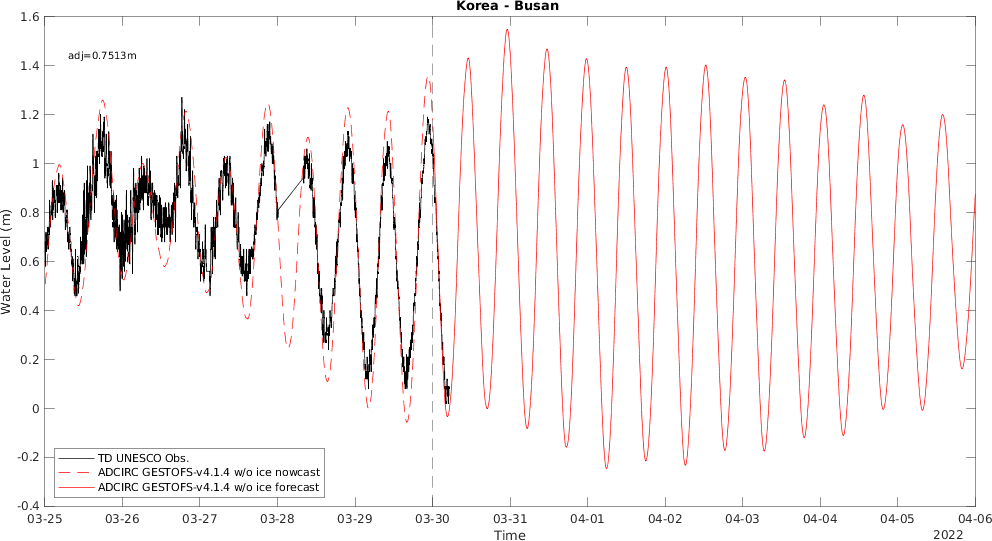 Korea - Busan
1.6
1.4
1.2
1
0.8
0.6
0.4
0.2
0
-0.2
-0.4
Water Level (m)
adj=0.7513m
TD UNESCO Obs.
ADCIRC GESTOFS-v4.1.4 w/o ice nowcast
ADCIRC GESTOFS-v4.1.4 w/o ice forecast
03-25 03-26 03-27 03-28 03-29 03-30 03-31 04-01 04-02 04-03 04-04 04-05 04-06
Time
2022